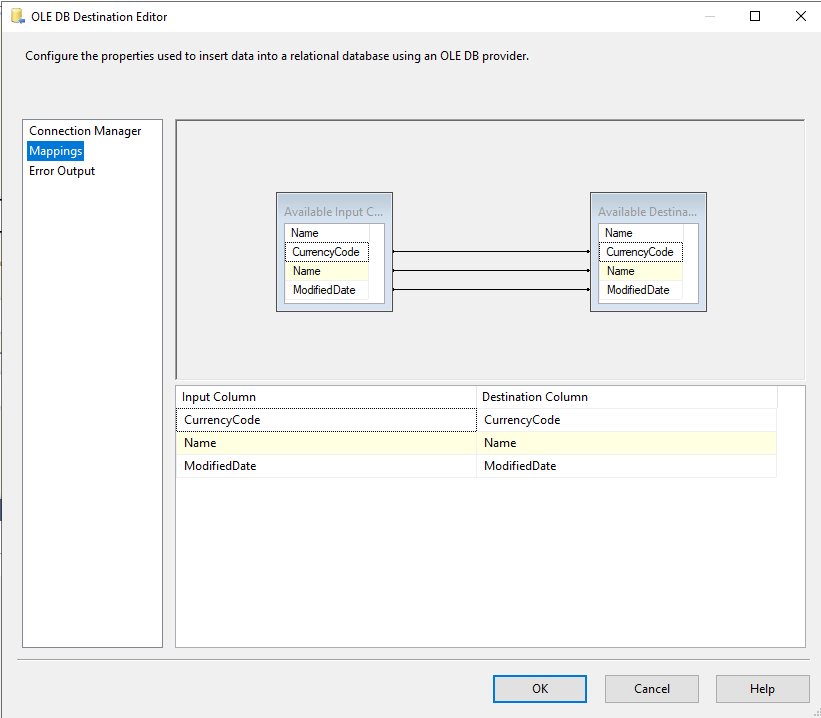 OLE DB Destination Editor
Configure the properties used to insert data into a relational database using an OLE DB provider.
Connection Manager
Mappings
Error Output
Available Input C...
Name
CurrencyCode
Name
ModifiedDate
Available Destina...
Name
CurrencyCode
Name
ModifiedDate
Input Column Destination Column
CurrencyCode CurrencyCode
Name Name
ModifiedDate ModifiedDate
OK Cancel Help